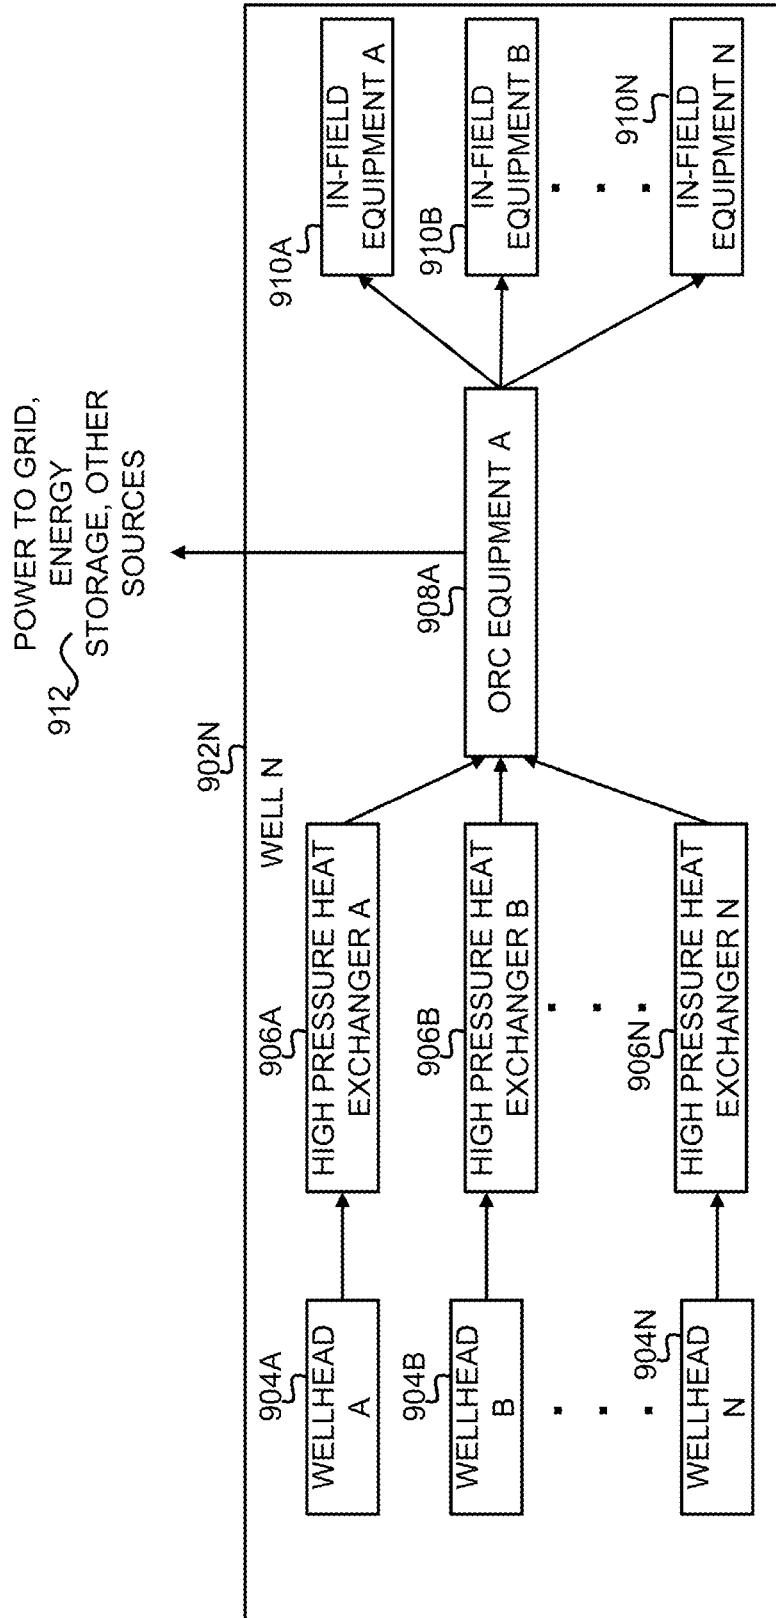 POWER TO GRID,
ENERGY
STORAGE, OTHER
SOURCES
912
902N
WELL N
904A
WELLHEAD
A
906A
HIGH PRESSURE HEAT
EXCHANGER A
910A
IN-FIELD
EQUIPMENT A
904B
WELLHEAD
B
906B
HIGH PRESSURE HEAT
EXCHANGER B
908A
ORC EQUIPMENT A
910B
IN-FIELD
EQUIPMENT B
904N
WELLHEAD
N
906N
HIGH PRESSURE HEAT
EXCHANGER N
910N
IN-FIELD
EQUIPMENT N